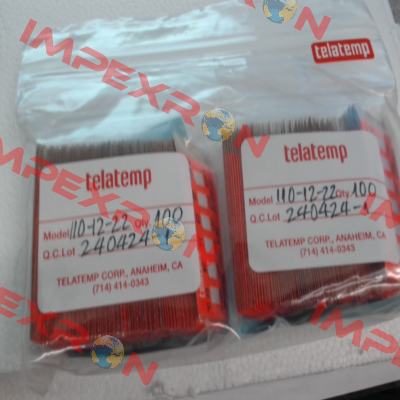 telatemp
telatemp
Model 110-12-22 Qty. 100
Q.C.Lot 240424-
TELATEMP CORP., ANAHEIM, CA
(714) 414-0343
telatemp
Model 110-12-22 Qty. 100
Q.C.Lot 240424-
TELATEMP CORP., ANAHEIM, CA
(714) 414-0343
IMPEXRON
IMPEXRON
IMPEXRON